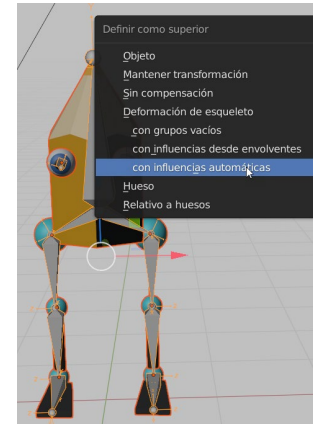 Definir como superior
Objeto
Mantener transformación
Sin compensación
Deformación de esqueleto
con grupos vacíos
con influencias desde envolventes
con influencias automáticas
Hueso
Relativo a huesos